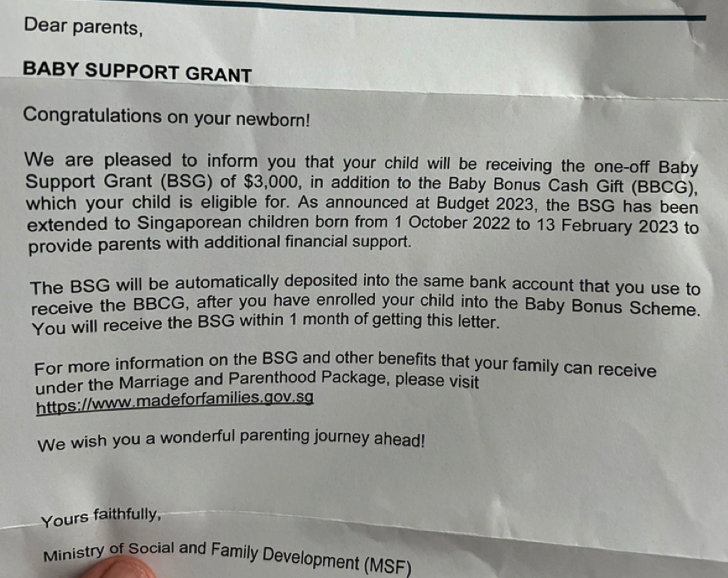 Dear parents,
BABY SUPPORT GRANT
Congratulations on your newborn!
We are pleased to inform you that your child will be receiving the one-off Baby
Support Grant (BSG) of $3,000, in addition to the Baby Bonus Cash Gift (BBCG),
which your child is eligible for. As announced at Budget 2023, the BSG has been
extended to Singaporean children born from 1 October 2022 to 13 February 2023 to
provide parents with additional financial support.
The BSG will be automatically deposited into the same bank account that you use to
receive the BBCG, after you have enrolled your child into the Baby Bonus Scheme.
You will receive the BSG within 1 month of getting this letter.
For more information on the BSG and other benefits that your family can receive
under the Marriage and Parenthood Package, please visit
https://www.madeforfamilies.gov.sg
We wish you a wonderful parenting journey ahead!
Yours faithfully,
Ministry of Social and Family Development (MSF)